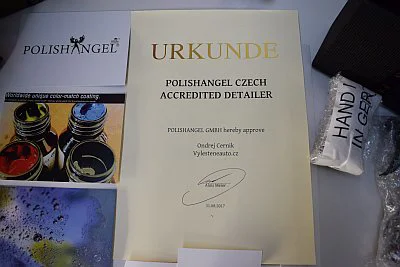 POLISHANGEL
Worldwide unique color-match coating.
URKUNDE
POLISHANGEL CZECH
ACCREDITED DETAILER
POLISHANGEL GMBH hereby approve
Ondrej Cernik
Vylesteneauto.cz
HAND
IN GER